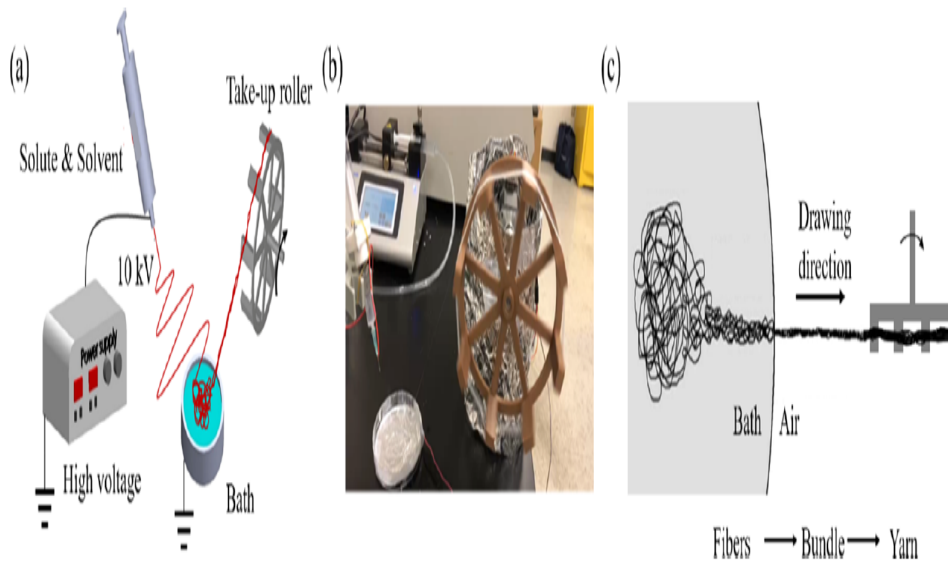 (a)
Take-up roller
Solute & Solvent
10 kV
Power supply
High voltage
Bath
(b)
(c)
Drawing
direction
Bath Air
Fibers → Bundle → Yarn